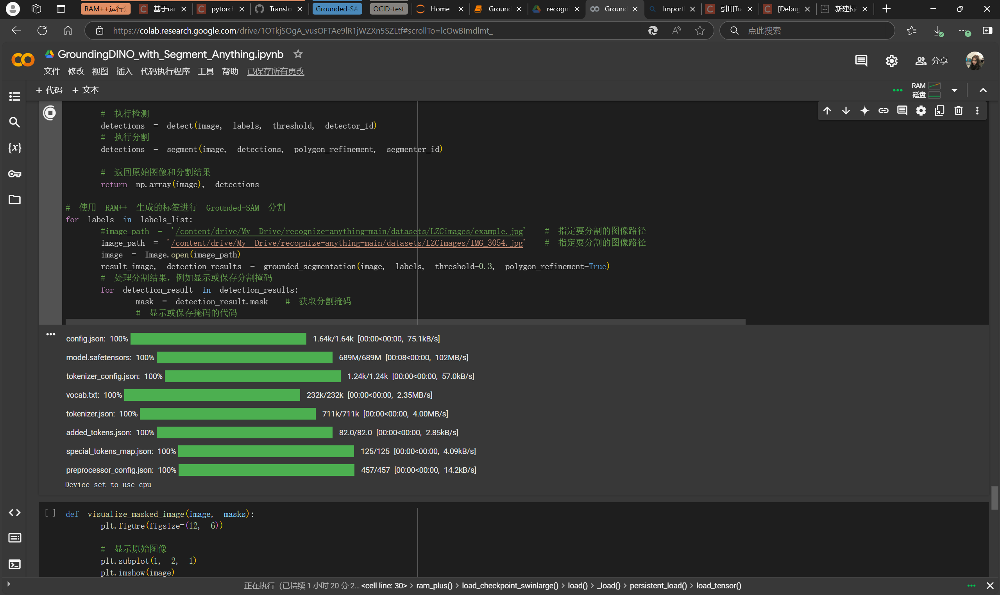 RAM++运行分
基于rar
pytorch
Transfo
Grounded-SA
OCID-test
Home
Ground
recogni
Ground
Import
引用Tra
[Debug
新建标
https://colab.research.google.com/drive/1OTkjSOgA_vusOFTAe9lR1jWZXn5SZLtf#scrollTo=lcOwBImdlmt_
点此搜索
GroundingDINO_with_Segment_Anything.ipynb
文件 修改 视图 插入 代码执行程序 工具 帮助 已保存所有更改
分享
+ 代码 + 文本
RAM
磁盘
# 执行检测
detections = detect(image, labels, threshold, detector_id)
# 执行分割
detections = segment(image, detections, polygon_refinement, segmenter_id)
# 返回原始图像和分割结果
return np.array(image), detections
# 使用 RAM++ 生成的标签进行 Grounded-SAM 分割
for labels in labels_list:
#image_path = '/content/drive/My Drive/recognize-anything-main/datasets/LZCimages/example.jpg' # 指定要分割的图像路径
image_path = '/content/drive/My Drive/recognize-anything-main/datasets/LZCimages/IMG_3054.jpg' # 指定要分割的图像路径
image = Image.open(image_path)
result_image, detection_results = grounded_segmentation(image, labels, threshold=0.3, polygon_refinement=True)
# 处理分割结果，例如显示或保存分割掩码
for detection_result in detection_results:
mask = detection_result.mask # 获取分割掩码
# 显示或保存掩码的代码
config.json: 100% 1.64k/1.64k [00:00<00:00, 75.1kB/s]
model.safetensors: 100% 689M/689M [00:08<00:00, 102MB/s]
tokenizer_config.json: 100% 1.24k/1.24k [00:00<00:00, 57.0kB/s]
vocab.txt: 100% 232k/232k [00:00<00:00, 2.35MB/s]
tokenizer.json: 100% 711k/711k [00:00<00:00, 4.00MB/s]
added_tokens.json: 100% 82.0/82.0 [00:00<00:00, 2.85kB/s]
special_tokens_map.json: 100% 125/125 [00:00<00:00, 4.09kB/s]
preprocessor_config.json: 100% 457/457 [00:00<00:00, 14.2kB/s]
Device set to use cpu
[ ] def visualize_masked_image(image, masks):
plt.figure(figsize=(12, 6))
# 显示原始图像
plt.subplot(1, 2, 1)
plt.imshow(image)
正在执行 (已持续 1 小时 20 分 2... <cell line: 30> > ram_plus() > load_checkpoint_swinlarge() > load() > _load() > persistent_load() > load_tensor()